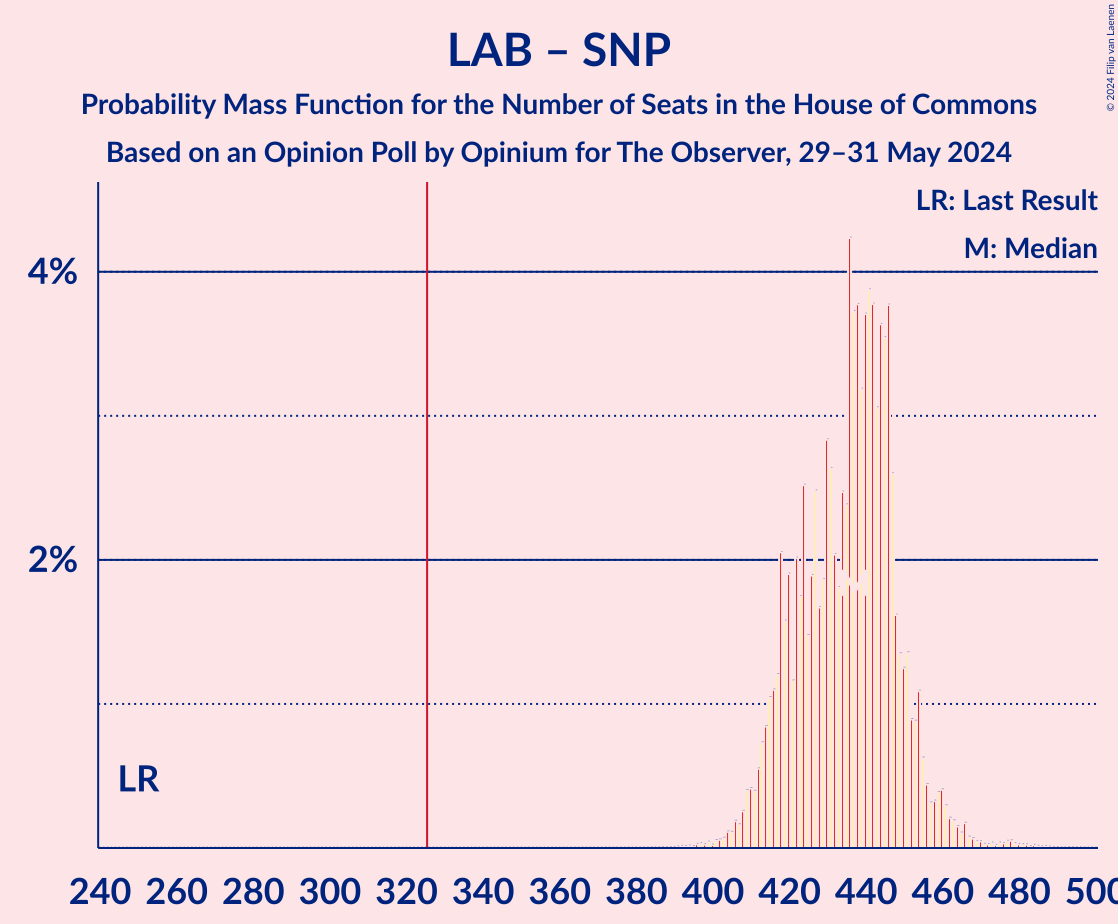 LAB – SNP
Probability Mass Function for the Number of Seats in the House of Commons
Based on an Opinion Poll by Opinium for The Observer, 29–31 May 2024
© 2024 Filip van Laenen
LR: Last Result
M: Median
4%
2%
LR
240 260 280 300 320 340 360 380 400 420 440 460 480 500